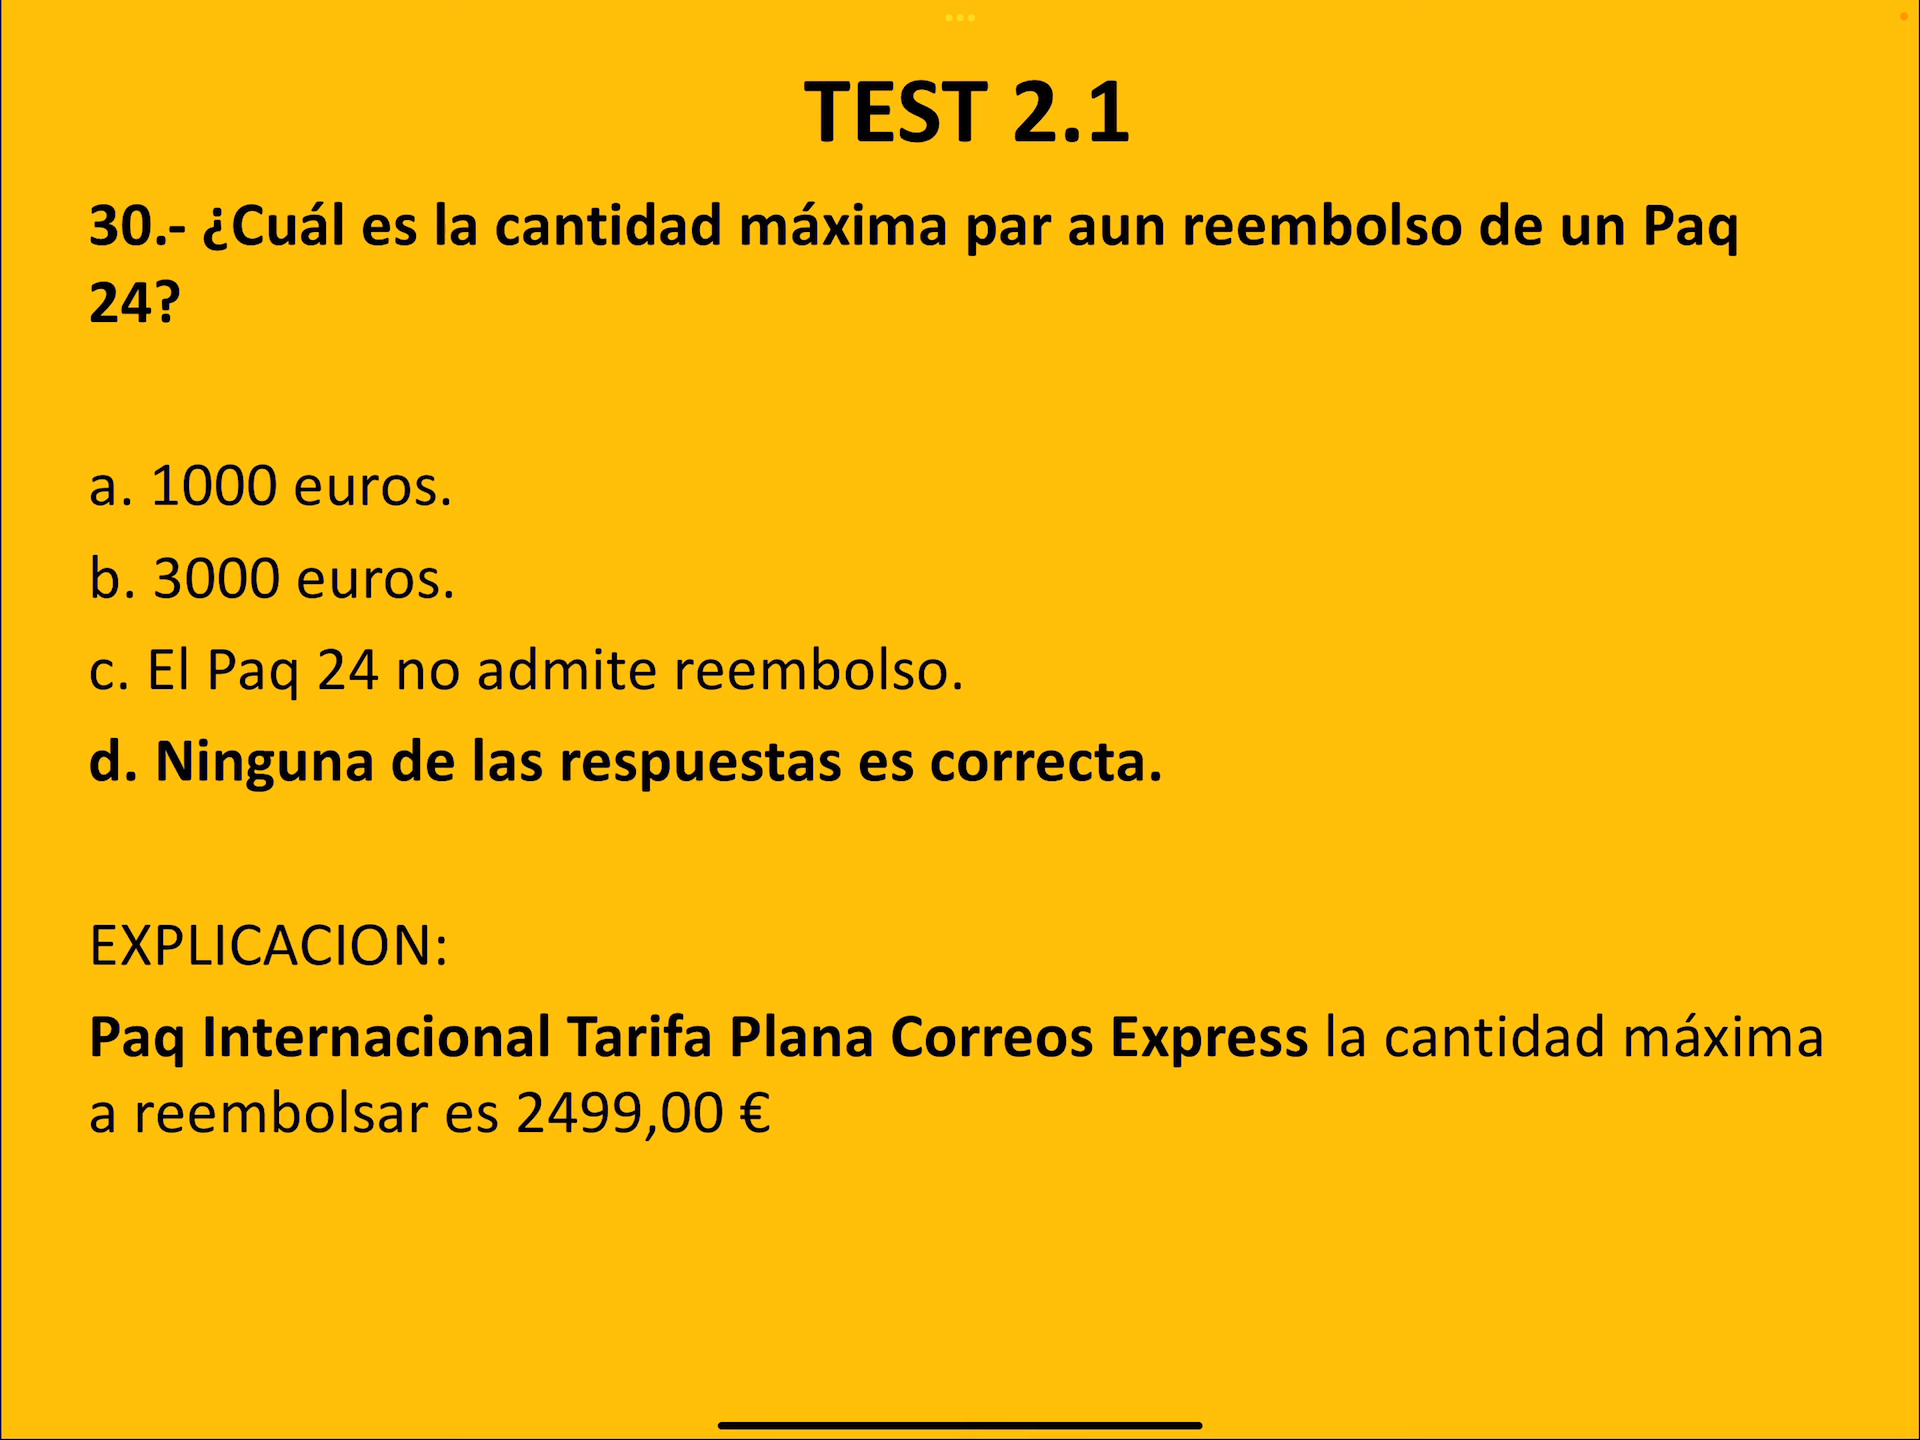 TEST 2.1
30.- ¿Cuál es la cantidad máxima par aun reembolso de un Paq
24?
a. 1000 euros.
b. 3000 euros.
c. El Paq 24 no admite reembolso.
d. Ninguna de las respuestas es correcta.
EXPLICACION:
Paq Internacional Tarifa Plana Correos Express la cantidad máxima
a reembolsar es 2499,00 €